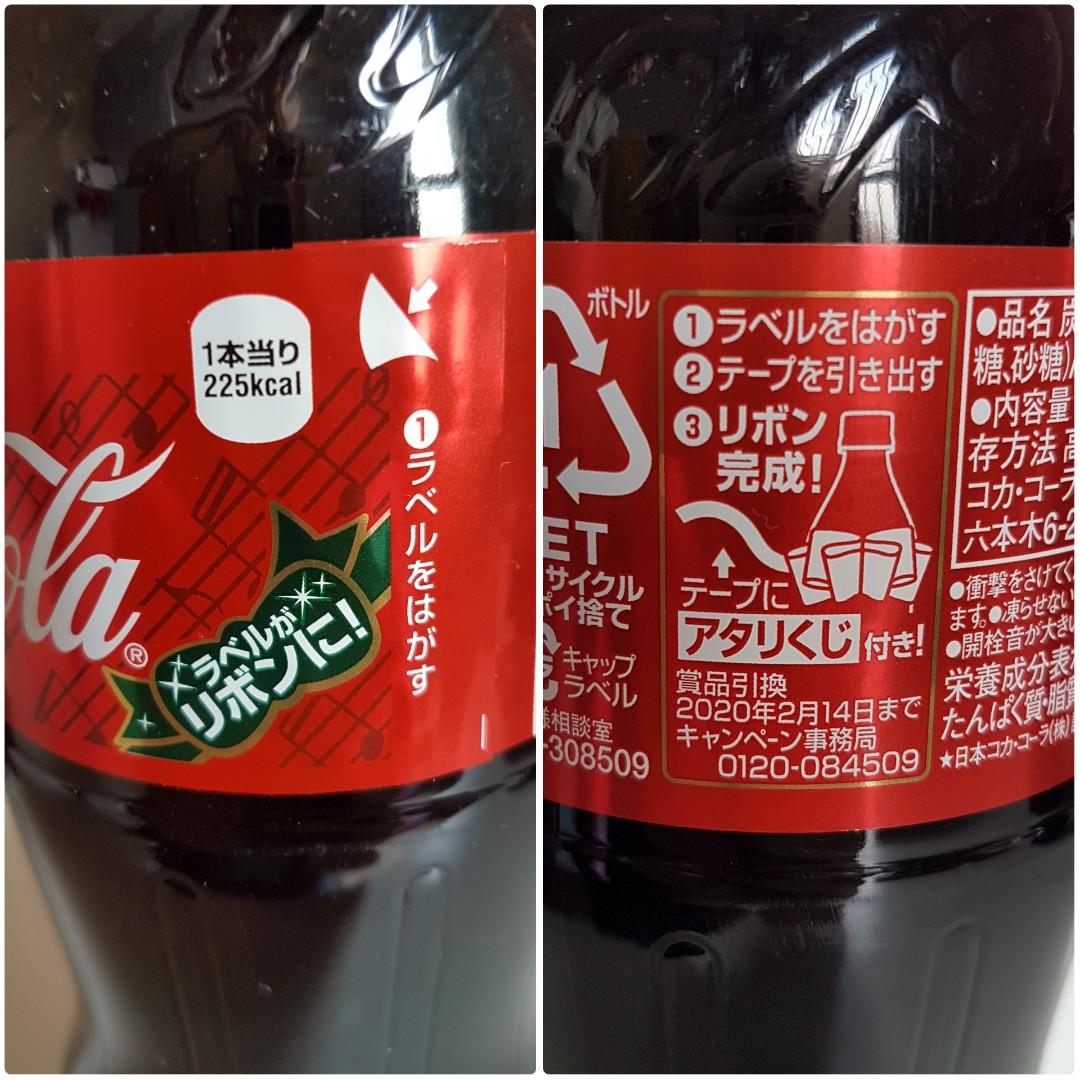 1本当り
225kcal
❶ラベルをはがす
la®
ラベルが
リボンに!
ボトル
ET
サイクル
ポイ捨て
キャップ
ラベル
様相談室
-308509
❶ラベルをはがす
❷テープを引き出す
❸リボン
完成!
テープに
アタリくじ付き!
賞品引換
2020年2月14日まで
キャンペーン事務局
0120-084509
●品名 炭
糖、砂糖)
●内容量
存方法 高
コカ・コーラ
六本木6-2
●衝撃をさけてく
ます。●凍らせない
●開栓音が大きい
栄養成分表
たんぱく質・脂質
★日本コカ・コーラ(株)